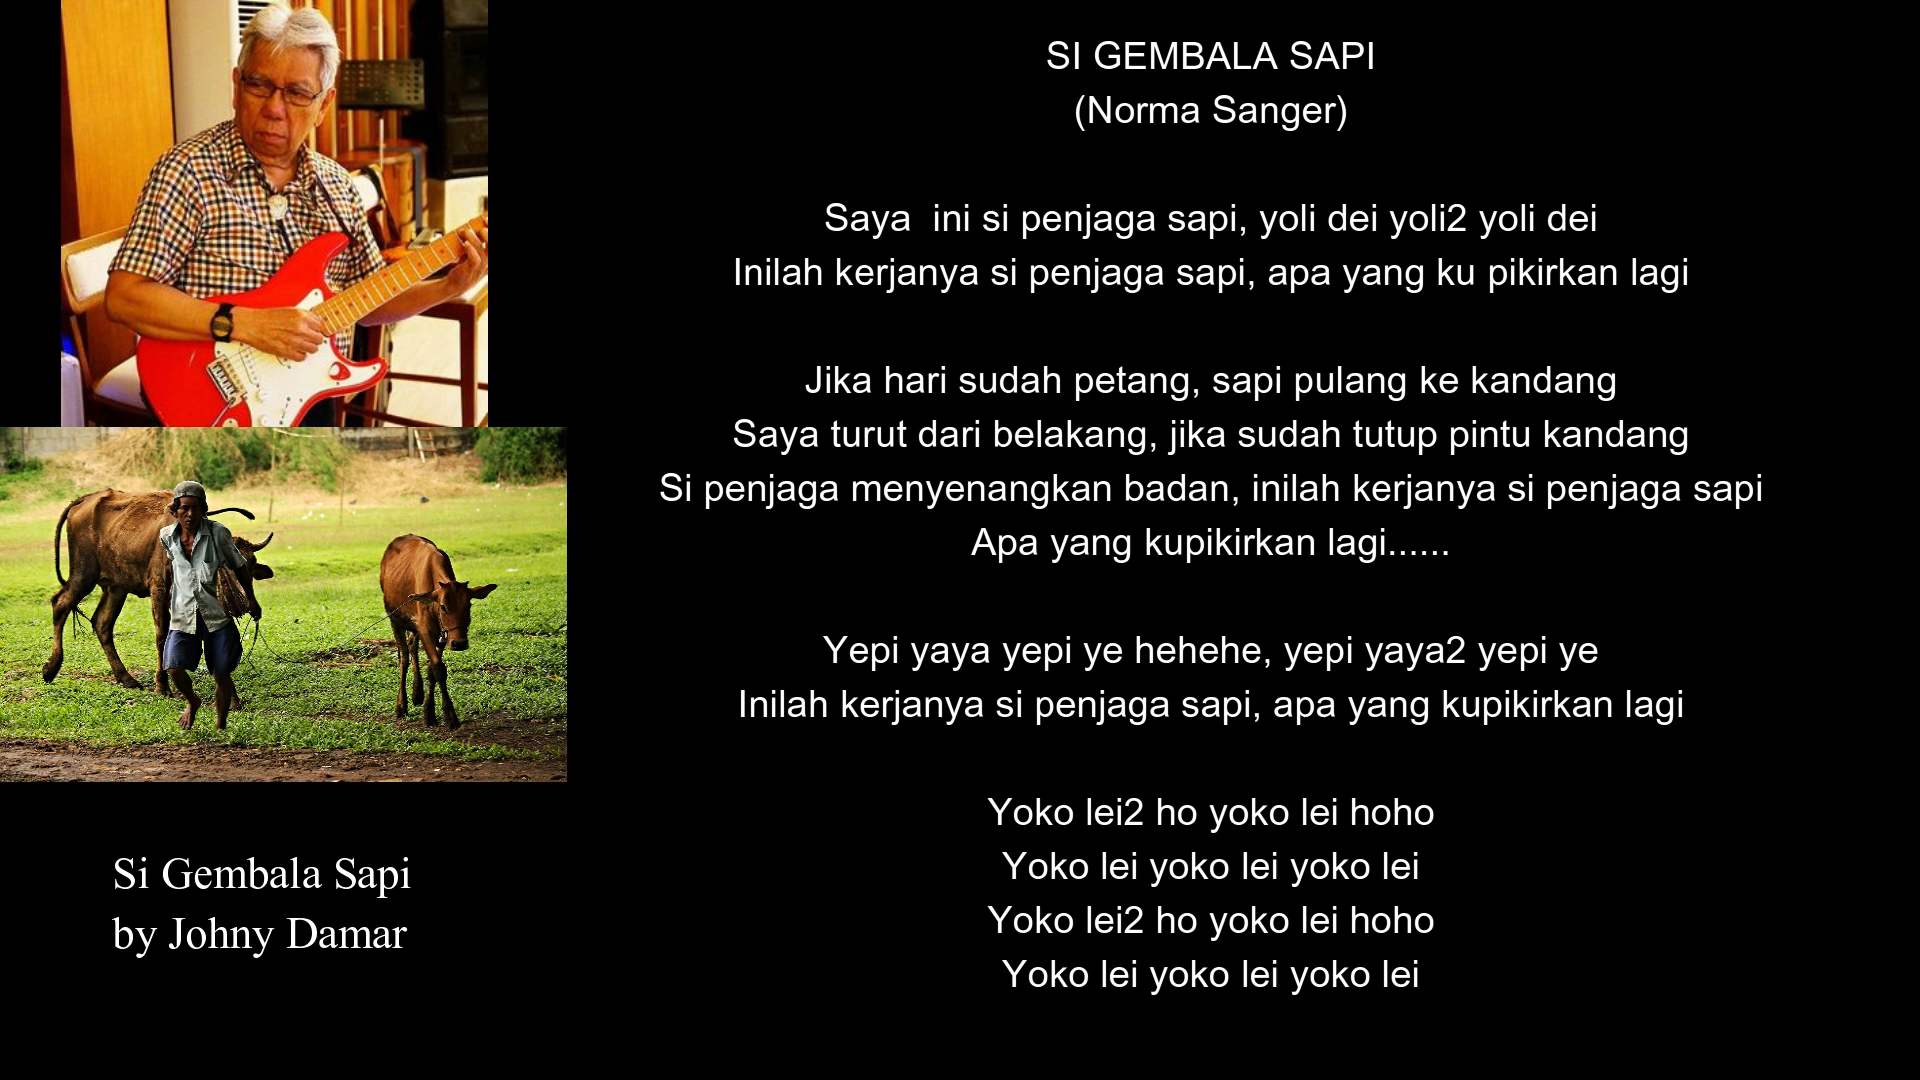 SI GEMBALA SAPI
(Norma Sanger)
Saya  ini si penjaga sapi, yoli dei yoli2 yoli dei
Inilah kerjanya si penjaga sapi, apa yang ku pikirkan lagi
Jika hari sudah petang, sapi pulang ke kandang
Saya turut dari belakang, jika sudah tutup pintu kandang
Si penjaga menyenangkan badan, inilah kerjanya si penjaga sapi
Apa yang kupikirkan lagi......
Yepi yaya yepi ye hehehe, yepi yaya2 yepi ye
Inilah kerjanya si penjaga sapi, apa yang kupikirkan lagi
Yoko lei2 ho yoko lei hoho
Yoko lei yoko lei yoko lei
Yoko lei2 ho yoko lei hoho
Yoko lei yoko lei yoko lei
Si Gembala Sapi
by Johny Damar